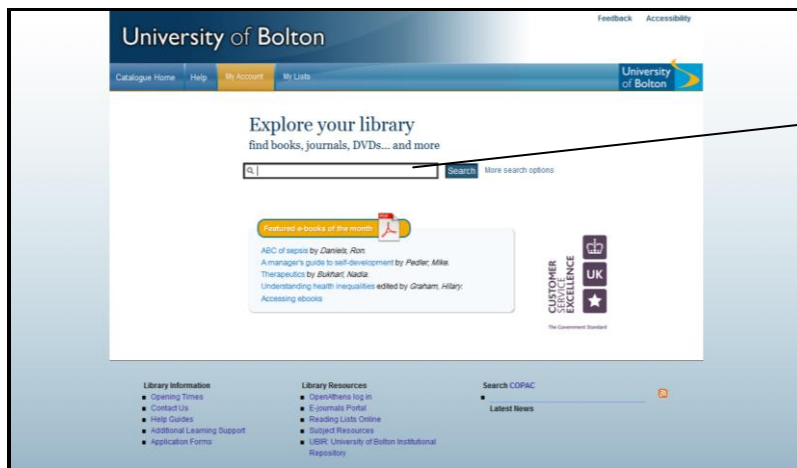 Feedback Accessibility
University of Bolton
Catalogue Home Help My Account My Lists
University
of Bolton
Explore your library
find books, journals, DVDs... and more
Search More search options
Featured e-books of the month
PDF
ABC of sepsis by Daniels, Ron.
A manager's guide to self-development by Pedler, Mike.
Therapeutics by Bukhari, Nadia.
Understanding health inequalities edited by Graham, Hilary.
Accessing ebooks
CUSTOMER
SERVICE
EXCELLENCE
UK
The Government Standard
Library Information
Opening Times
Contact Us
Help Guides
Additional Learning Support
Application Forms
Library Resources
OpenAthens log in
E-journals Portal
Reading Lists Online
Subject Resources
UBIR: University of Bolton Institutional
Repository
Search COPAC
Latest News